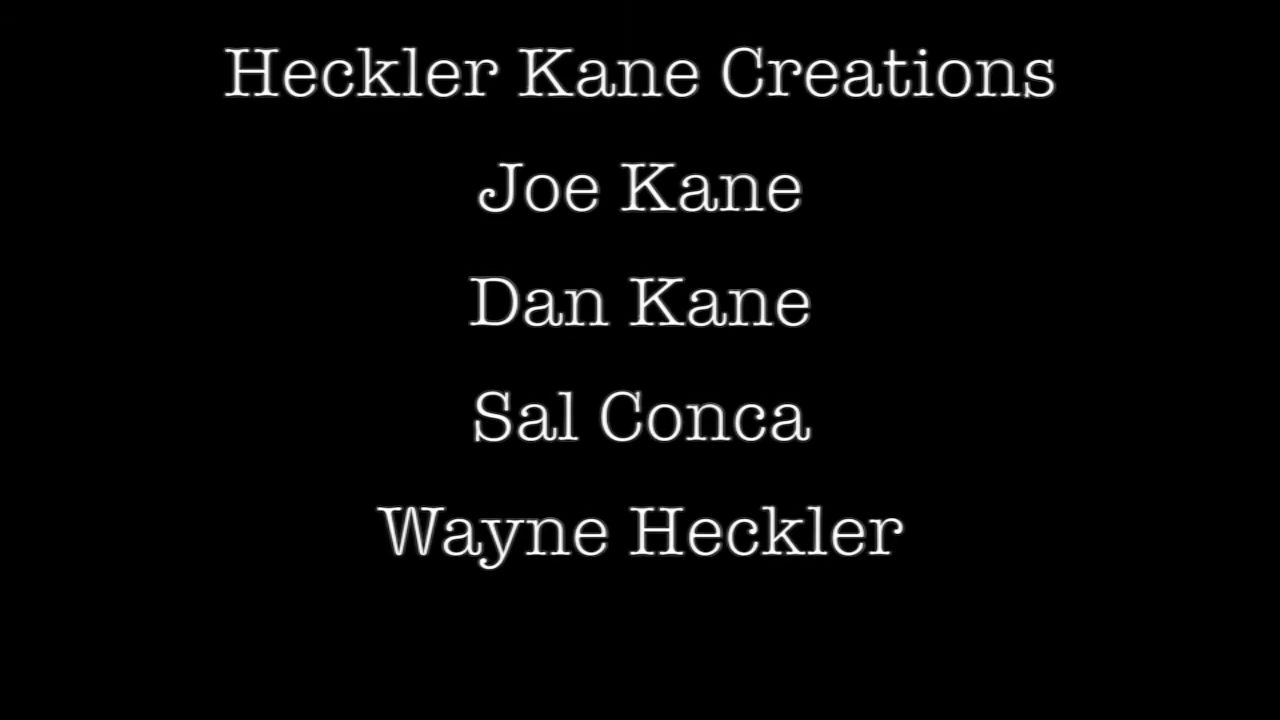 Heckler Kane Creations
Joe Kane
Dan Kane
Sal Conca
Wayne Heckler